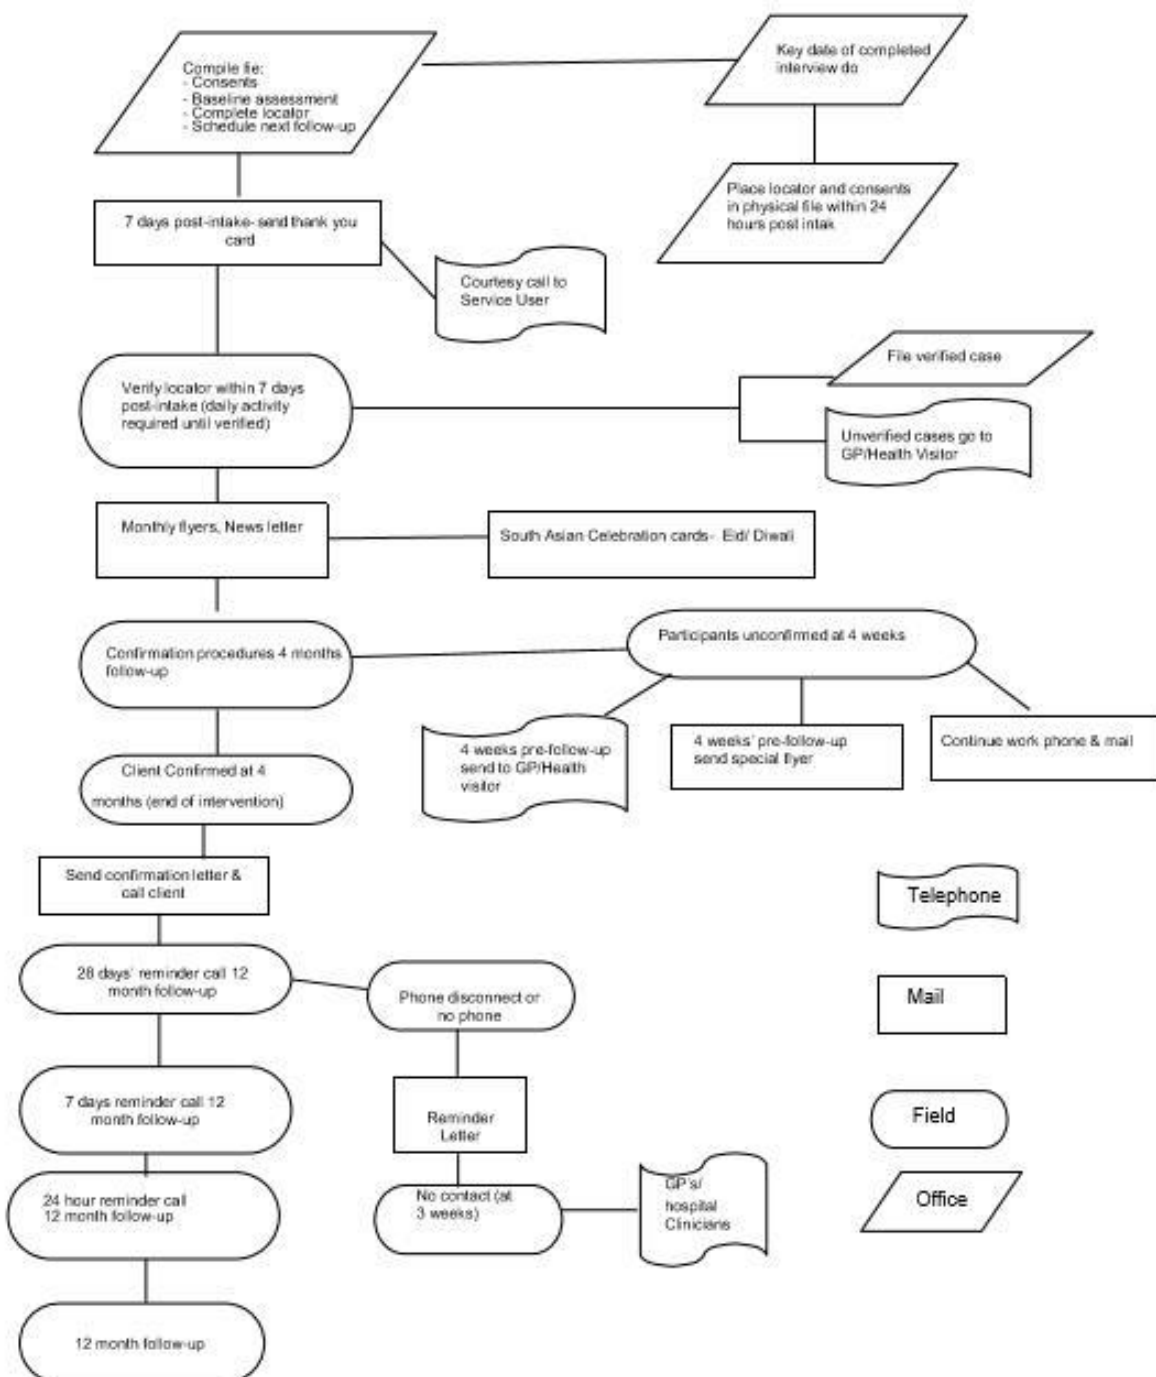 Compile fie:
- Consents
- Baseline assessment
- Complete locator
- Schedule next follow-up
Key date of completed
interview do
Place locator and consents
in physical file within 24
hours post intak
7 days post-intake- send thank you
card
Courtesy call to
Service User
Verify locator within 7 days
post-intake (daily activity
required until verified)
File verified case
Unverified cases go to
GP/Health Visitor
Monthly flyers, News letter
South Asian Celebration cards- Eid/ Diwali
Confirmation procedures 4 months
follow-up
Participants unconfirmed at 4 weeks
4 weeks pre-follow-up
send to GP/Health
visitor
4 weeks' pre-follow-up
send special flyer
Continue work phone & mail
Client Confirmed at 4
months (end of intervention)
Send confirmation letter &
call client
28 days' reminder call 12
month follow-up
Phone disconnect or
no phone
7 days reminder call 12
month follow-up
Reminder
Letter
24 hour reminder call
12 month follow-up
No contact (at
3 weeks)
GP's/
hospital
Clinicians
12 month follow-up
Telephone
Mail
Field
Office